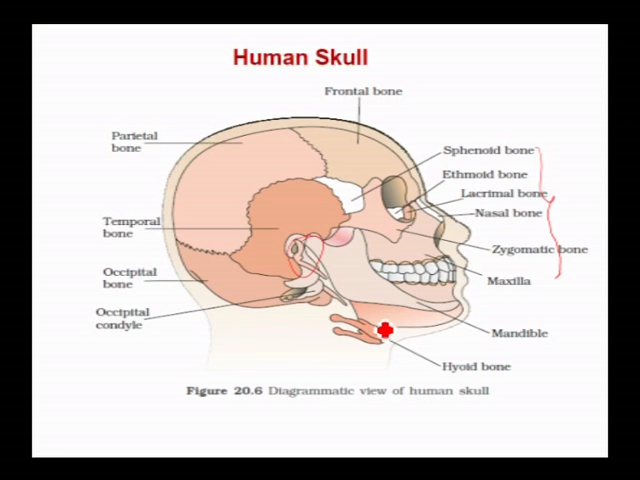 Human Skull
Frontal bone
Parietal
bone
Sphenoid bone
Ethmoid bone
Lacrimal bone
Nasal bone
Temporal
bone
Zygomatic bone
Occipital
bone
Maxilla
Occipital
condyle
Mandible
Hyoid bone
Figure 20.6 Diagrammatic view of human skull